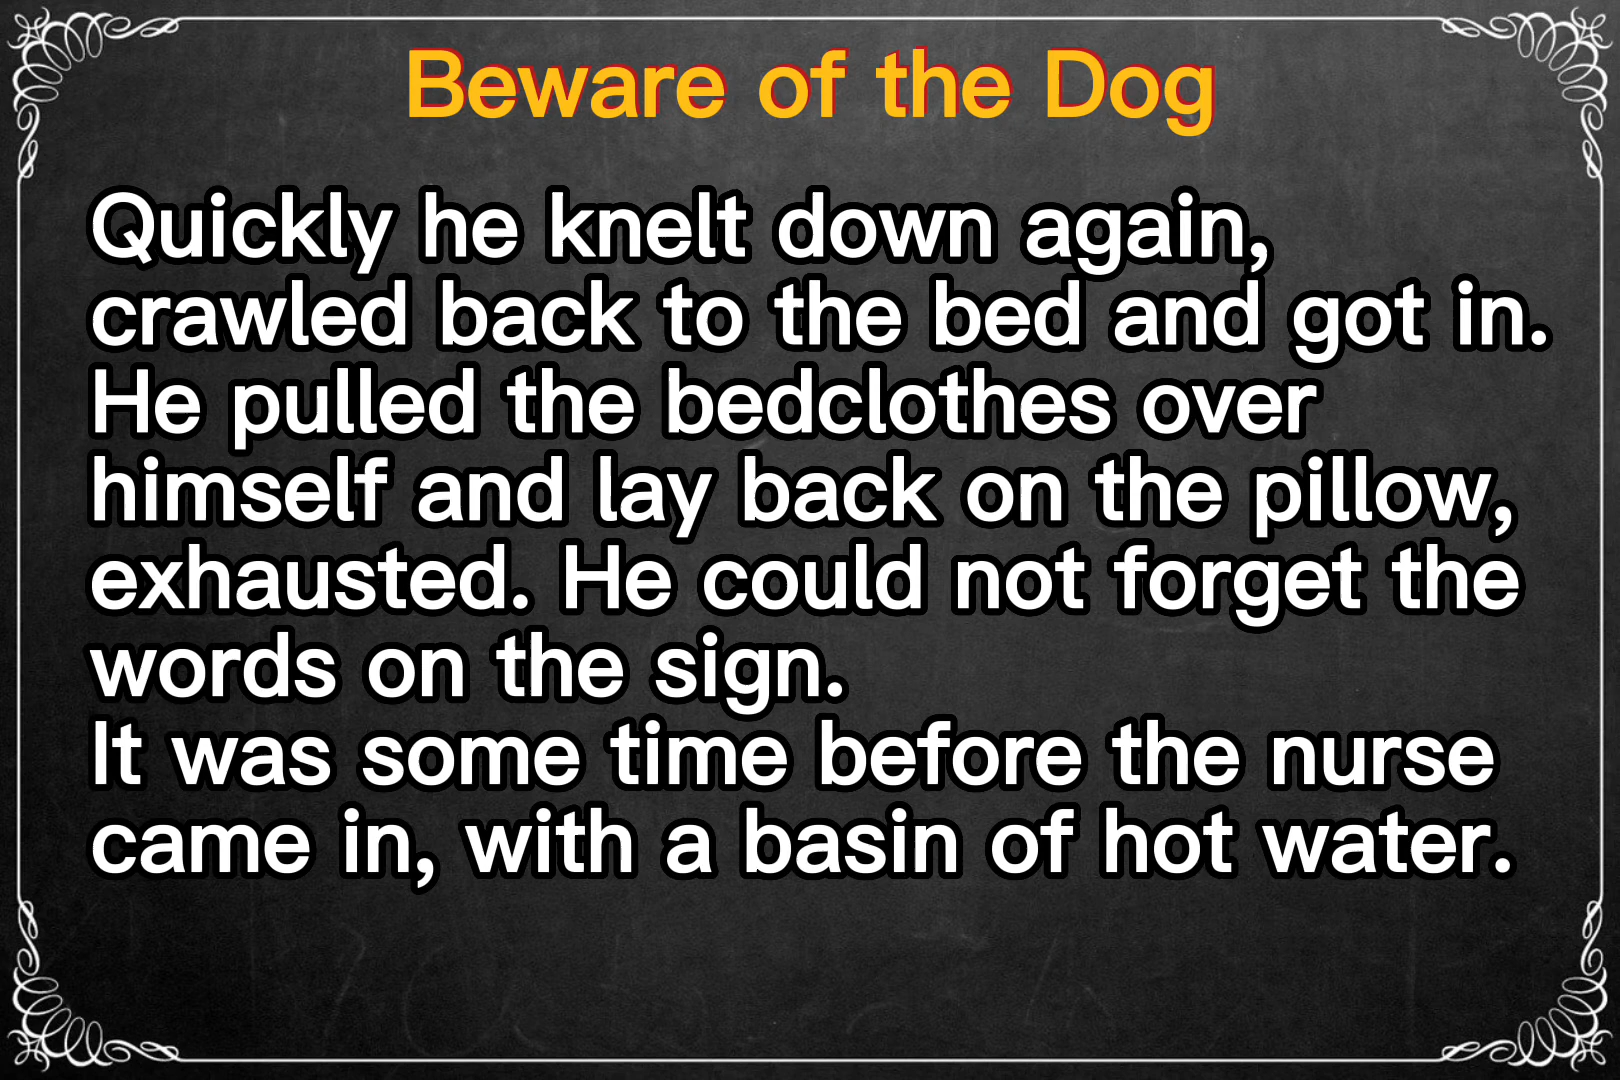 Beware of the Dog
Quickly he knelt down again,
crawled back to the bed and got in.
He pulled the bedclothes over
himself and lay back on the pillow,
exhausted. He could not forget the
words on the sign.
It was some time before the nurse
came in, with a basin of hot water.